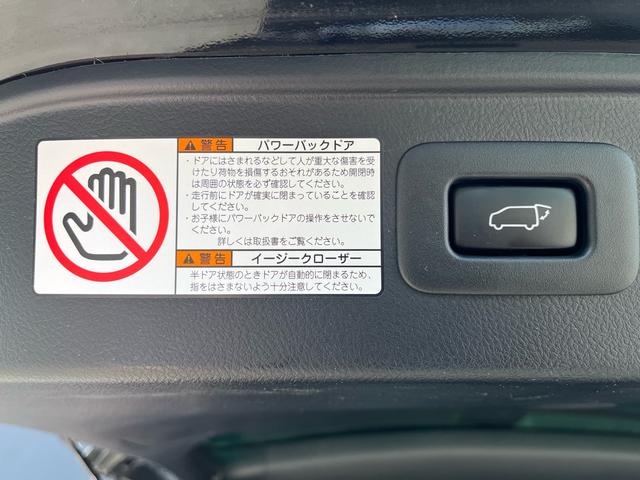 警告 パワーバックドア
・ドアにはさまれるなどして人が重大な傷害を受
けたり荷物を損傷するおそれがあるため開閉時
は周囲の状態を必ず確認してください。
・走行前にドアが確実に閉まっていることを確認
してください。
・お子様にパワーバックドアの操作をさせないで
ください。
詳しくは取扱書をご覧ください。
警告 イージークローザー
半ドア状態のときドアが自動的に閉まるため、
指をはさまないよう十分注意してください。